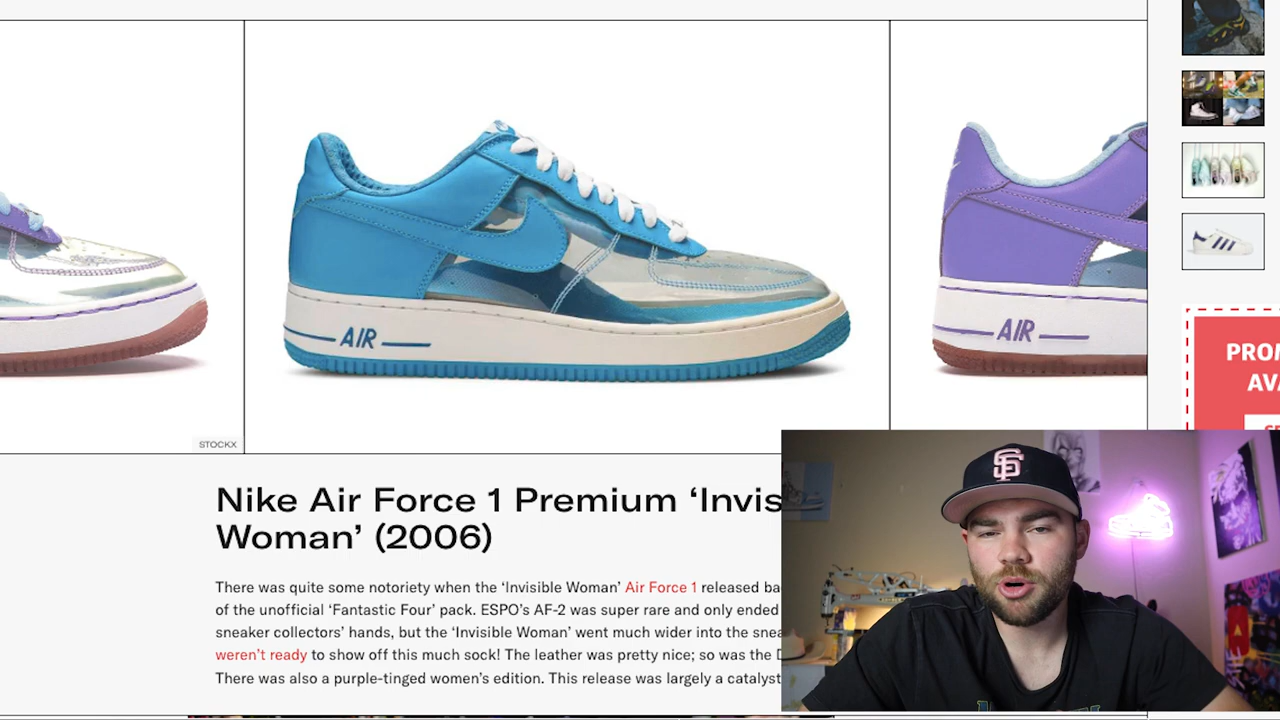 AIR
AIR
STOCKX
PRO
AV
Nike Air Force 1 Premium ‘Invis
Woman’ (2006)
There was quite some notoriety when the ‘Invisible Woman’ Air Force 1 released ba
of the unofficial ‘Fantastic Four’ pack. ESPO’s AF-2 was super rare and only ended
sneaker collectors’ hands, but the ‘Invisible Woman’ went much wider into the snea
weren’t ready to show off this much sock! The leather was pretty nice; so was the
There was also a purple-tinged women’s edition. This release was largely a catalyst
SF